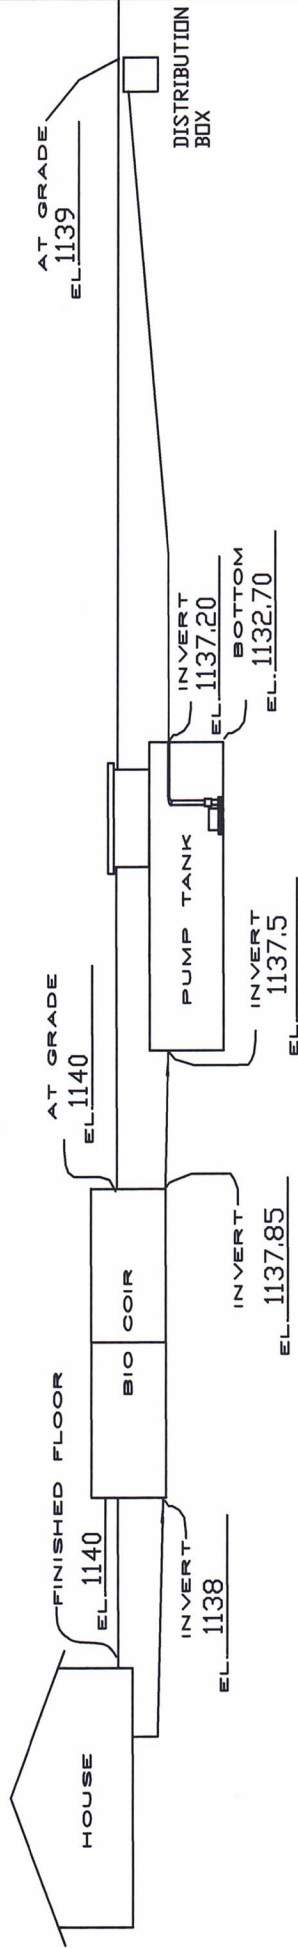 HOUSE
FINISHED FLOOR
EL. 1140
INVERT
EL. 1138
BIO COIR
AT GRADE
EL. 1140
INVERT
EL. 1137.85
PUMP TANK
INVERT
EL. 1137.5
INVERT
EL. 1137.20
BOTTOM
EL. 1132.70
AT GRADE
EL. 1139
DISTRIBUTION
BOX